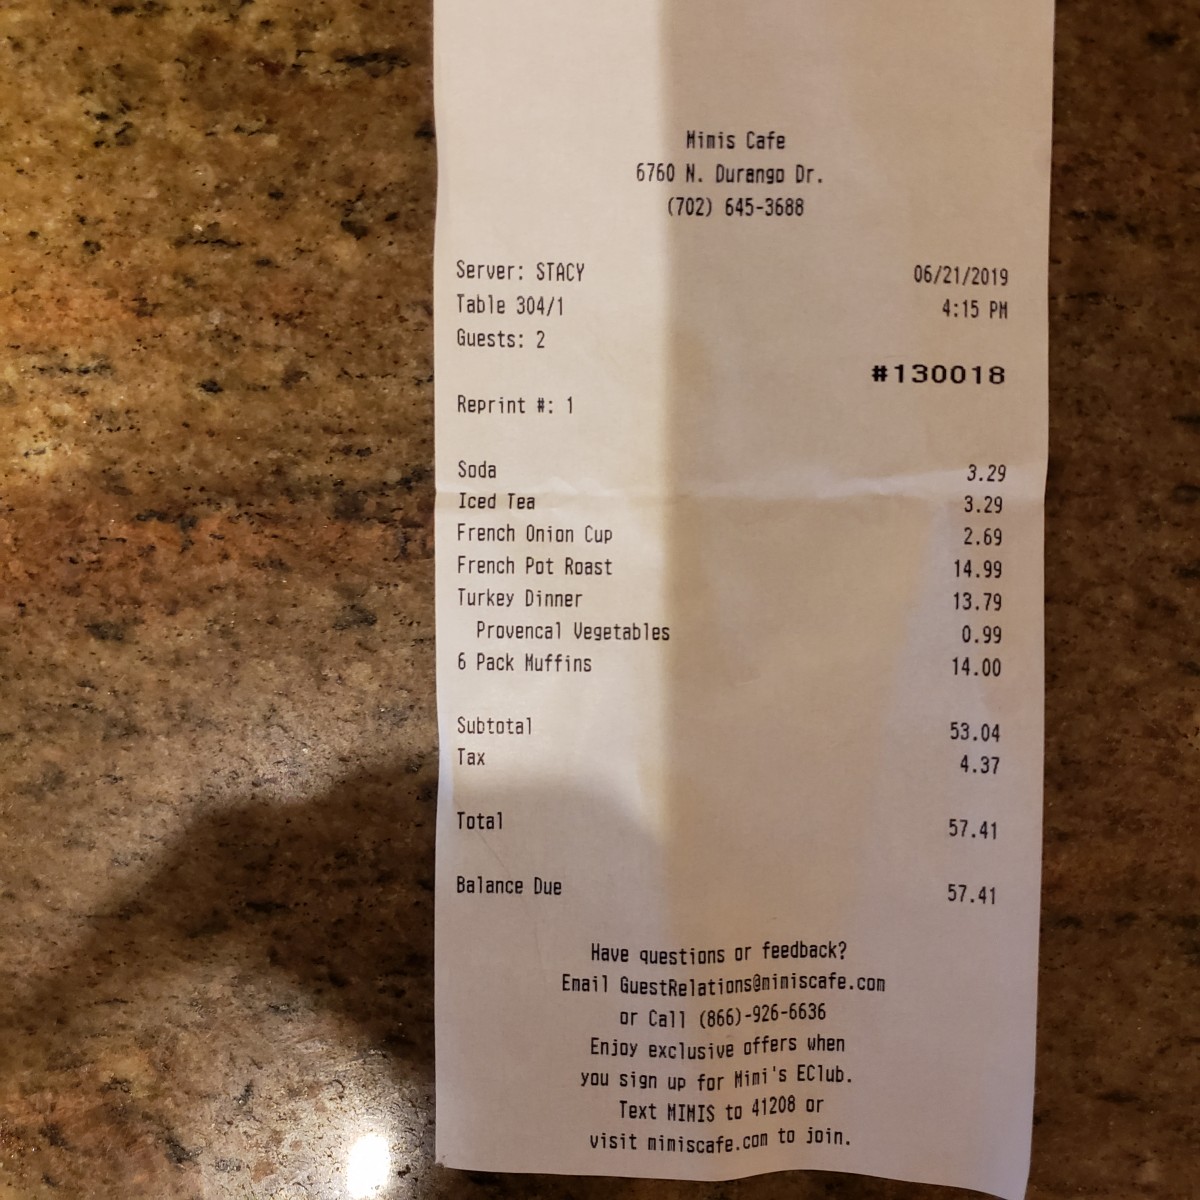 Mimis Cafe
6760 N. Durango Dr.
(702) 645-3688
Server: STACY 06/21/2019
Table 304/1 4:15 PM
Guests: 2
#130018
Reprint #: 1
Soda 3.29
Iced Tea 3.29
French Onion Cup 2.69
French Pot Roast 14.99
Turkey Dinner 13.79
Provencal Vegetables 0.99
6 Pack Muffins 14.00
Subtotal 53.04
Tax 4.37
Total 57.41
Balance Due 57.41
Have questions or feedback?
Email GuestRelations@mimiscafe.com
or Call (866)-926-6636
Enjoy exclusive offers when
you sign up for Mimi's EClub.
Text MIMIS to 41208 or
visit mimiscafe.com to join.